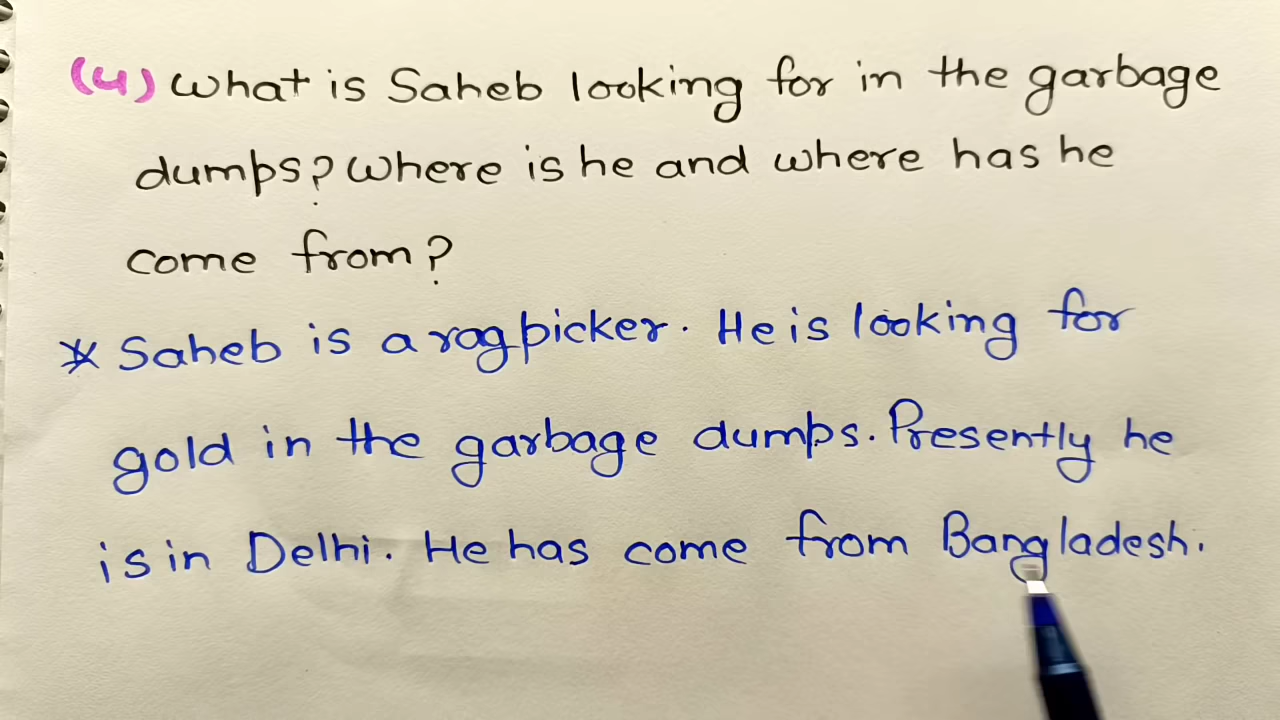 (4) What is Saheb looking for in the garbage
dumps? Where is he and where has he
come from?
* Saheb is a ragpicker. He is looking for
gold in the garbage dumps. Presently he
is in Delhi. He has come from Bangladesh.